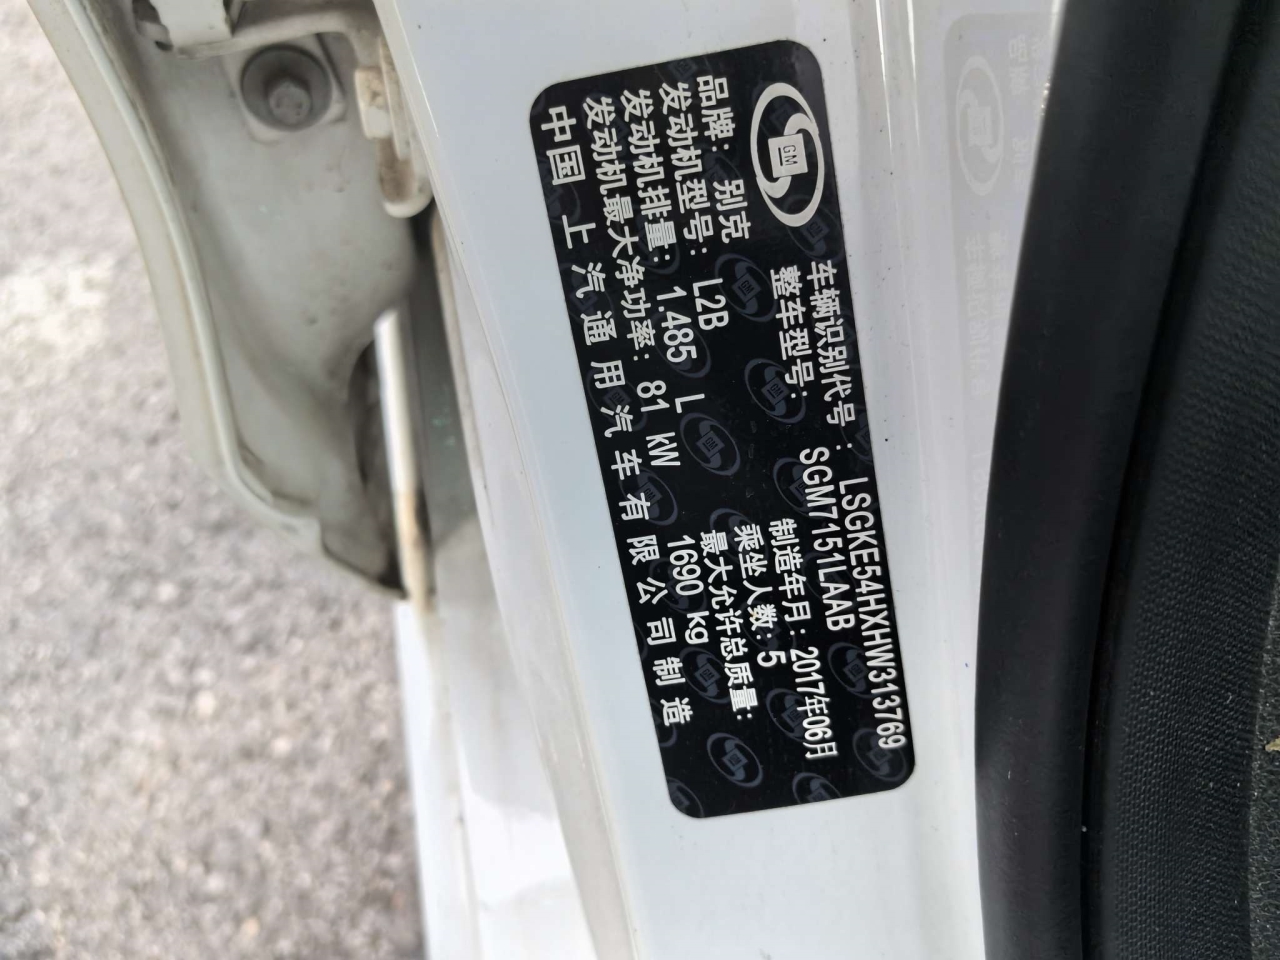 GM
车辆识别代号: LSGKE54HXHW313769
整车型号: SGM7151LAAB
品牌: 别克
制造年月: 2017年06月
发动机型号: L2B
乘坐人数: 5
发动机排量: 1.485 L
最大允许总质量:
发动机最大净功率: 81 kW
1690 kg
中国 上汽通用汽车有限公司制造